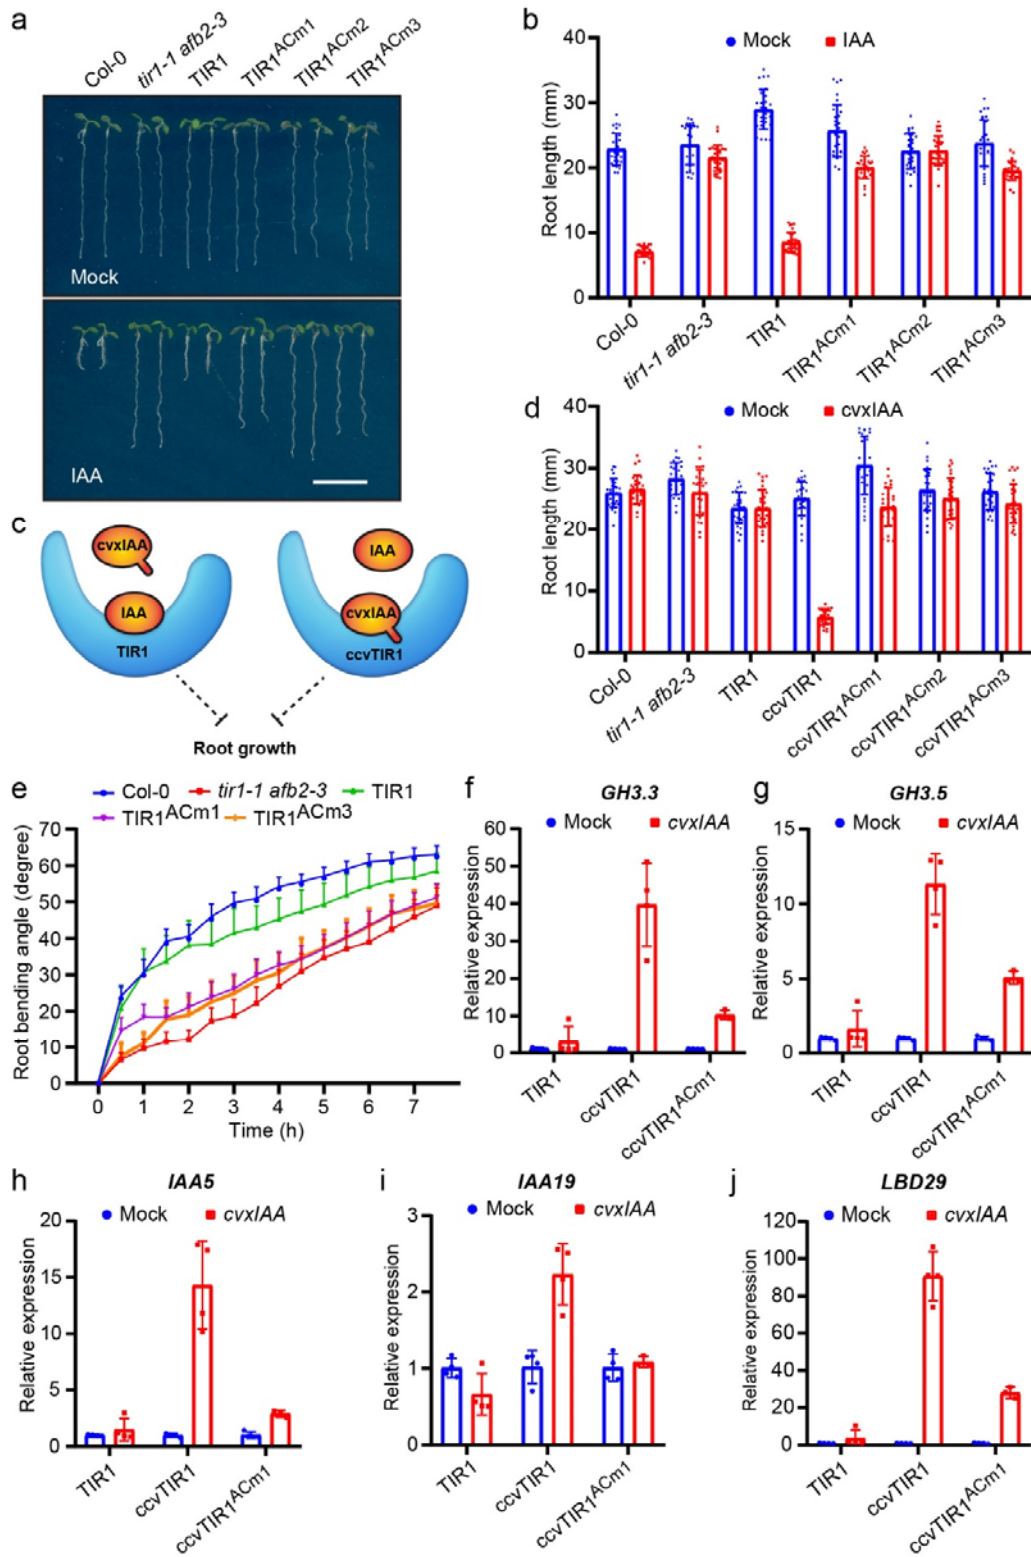 a
Col-0
tir1-1 afb2-3
TIR1
TIR1ACm1
TIR1ACm2
TIR1ACm3
Mock
IAA
b
Mock IAA
Root length (mm)
40
30
20
10
0
Col-0
tir1-1 afb2-3
TIR1
TIR1ACm1
TIR1ACm2
TIR1ACm3
c
cvxIAA
IAA
TIR1
IAA
cvxIAA
ccvTIR1
Root growth
d
Mock cvxIAA
Root length (mm)
40
30
20
10
0
Col-0
tir1-1 afb2-3
TIR1
ccvTIR1
ccvTIR1ACm1
ccvTIR1ACm2
ccvTIR1ACm3
e
Col-0 tir1-1 afb2-3 TIR1
TIR1ACm1 TIR1ACm3
Root bending angle (degree)
70
60
50
40
30
20
10
0
0 1 2 3 4 5 6 7
Time (h)
f
GH3.3
Mock cvxIAA
Relative expression
60
50
40
30
20
10
0
TIR1
ccvTIR1
ccvTIR1ACm1
g
GH3.5
Mock cvxIAA
Relative expression
15
10
5
0
TIR1
ccvTIR1
ccvTIR1ACm1
h
IAA5
Mock cvxIAA
Relative expression
20
15
10
5
0
TIR1
ccvTIR1
ccvTIR1ACm1
i
IAA19
Mock cvxIAA
Relative expression
3
2
1
0
TIR1
ccvTIR1
ccvTIR1ACm1
j
LBD29
Mock cvxIAA
Relative expression
120
100
80
60
40
20
0
TIR1
ccvTIR1
ccvTIR1ACm1